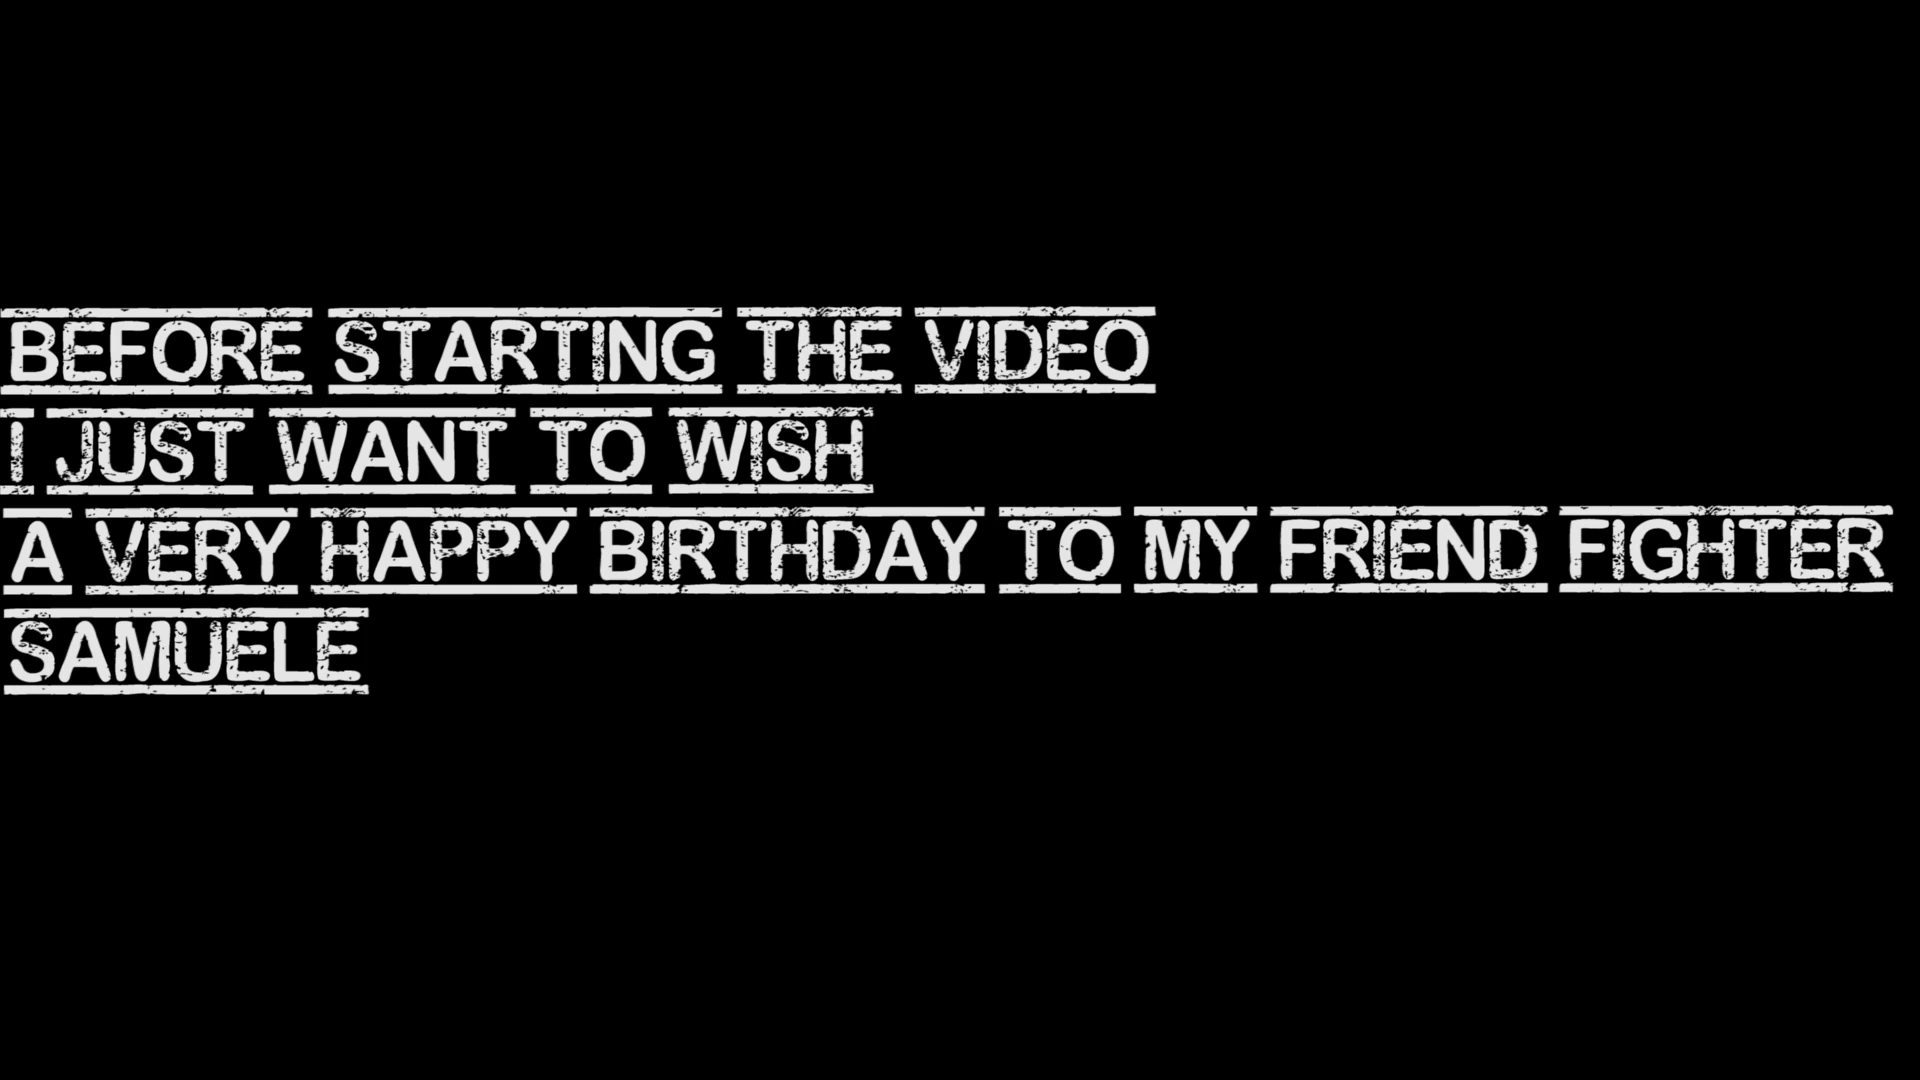 BEFORE STARTING THE VIDEO
I JUST WANT TO WISH
A VERY HAPPY BIRTHDAY TO MY FRIEND FIGHTER
SAMUELE